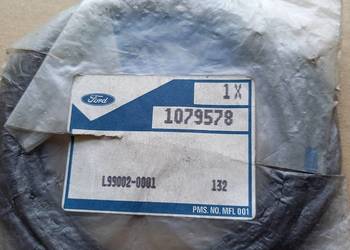 1 X
Ford
1079578
L99002-0001 132
PMS. NO. MFL 001